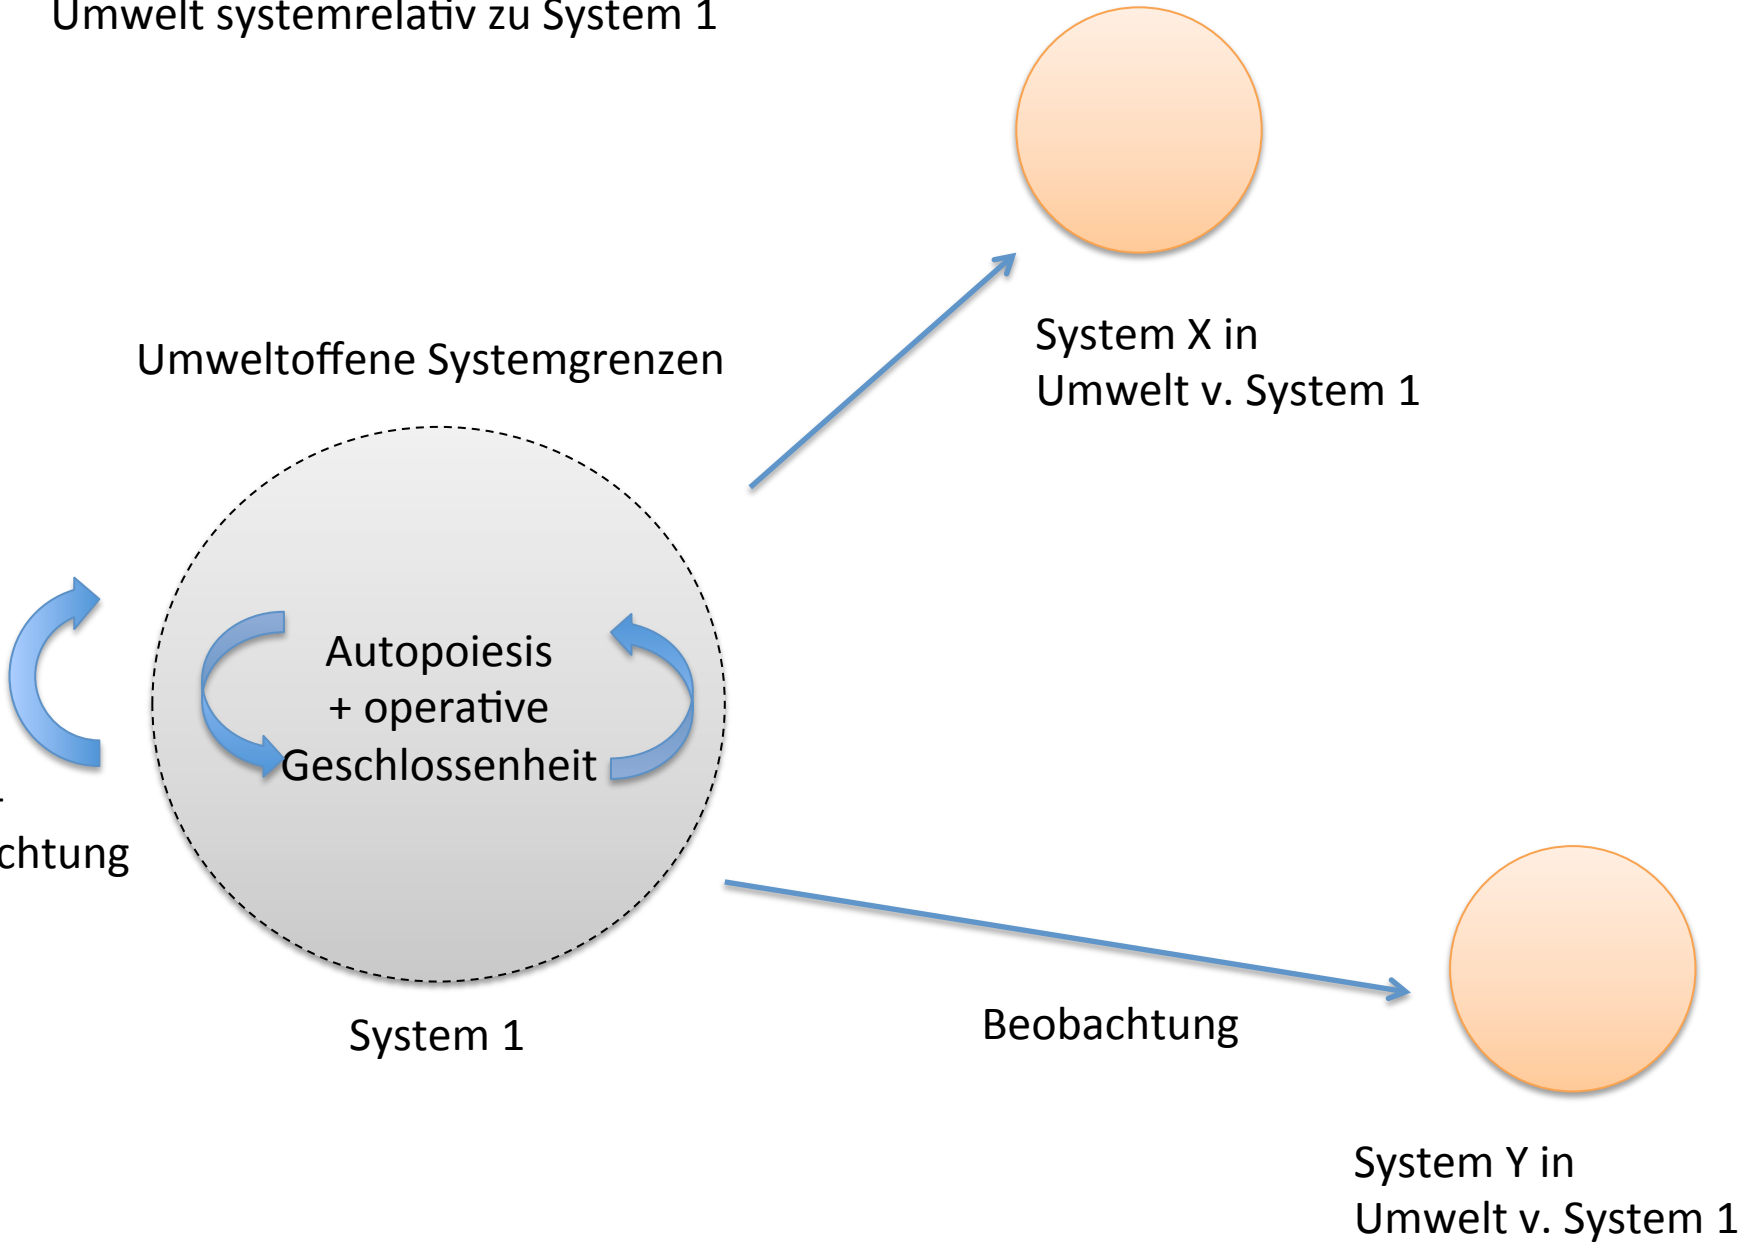 Umwelt systemrelativ zu System 1
System X in
Umwelt v. System 1
Umweltoffene Systemgrenzen
Autopoiesis
+ operative
Geschlossenheit
-
chtung
System 1
Beobachtung
System Y in
Umwelt v. System 1